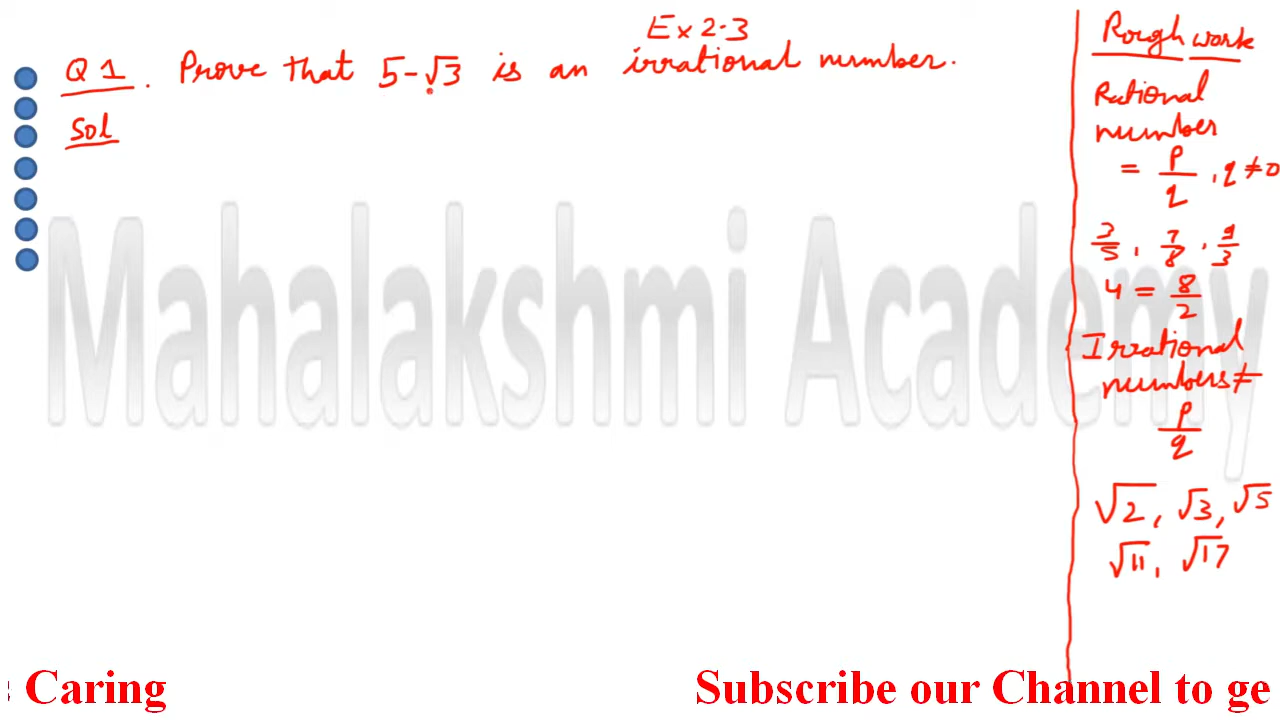 Ex 2.3
Q 1. Prove that 5-√3 is an irrational number.
Sol
Rough work
Rational
number
= p/q, q ≠ 0
3/5, 7/8, 9/3
4 = 8/2
Irrational
numbers ≠
p/q
√2, √3, √5
√11, √17
Mahalakshmi Academy
Caring
Subscribe our Channel to ge